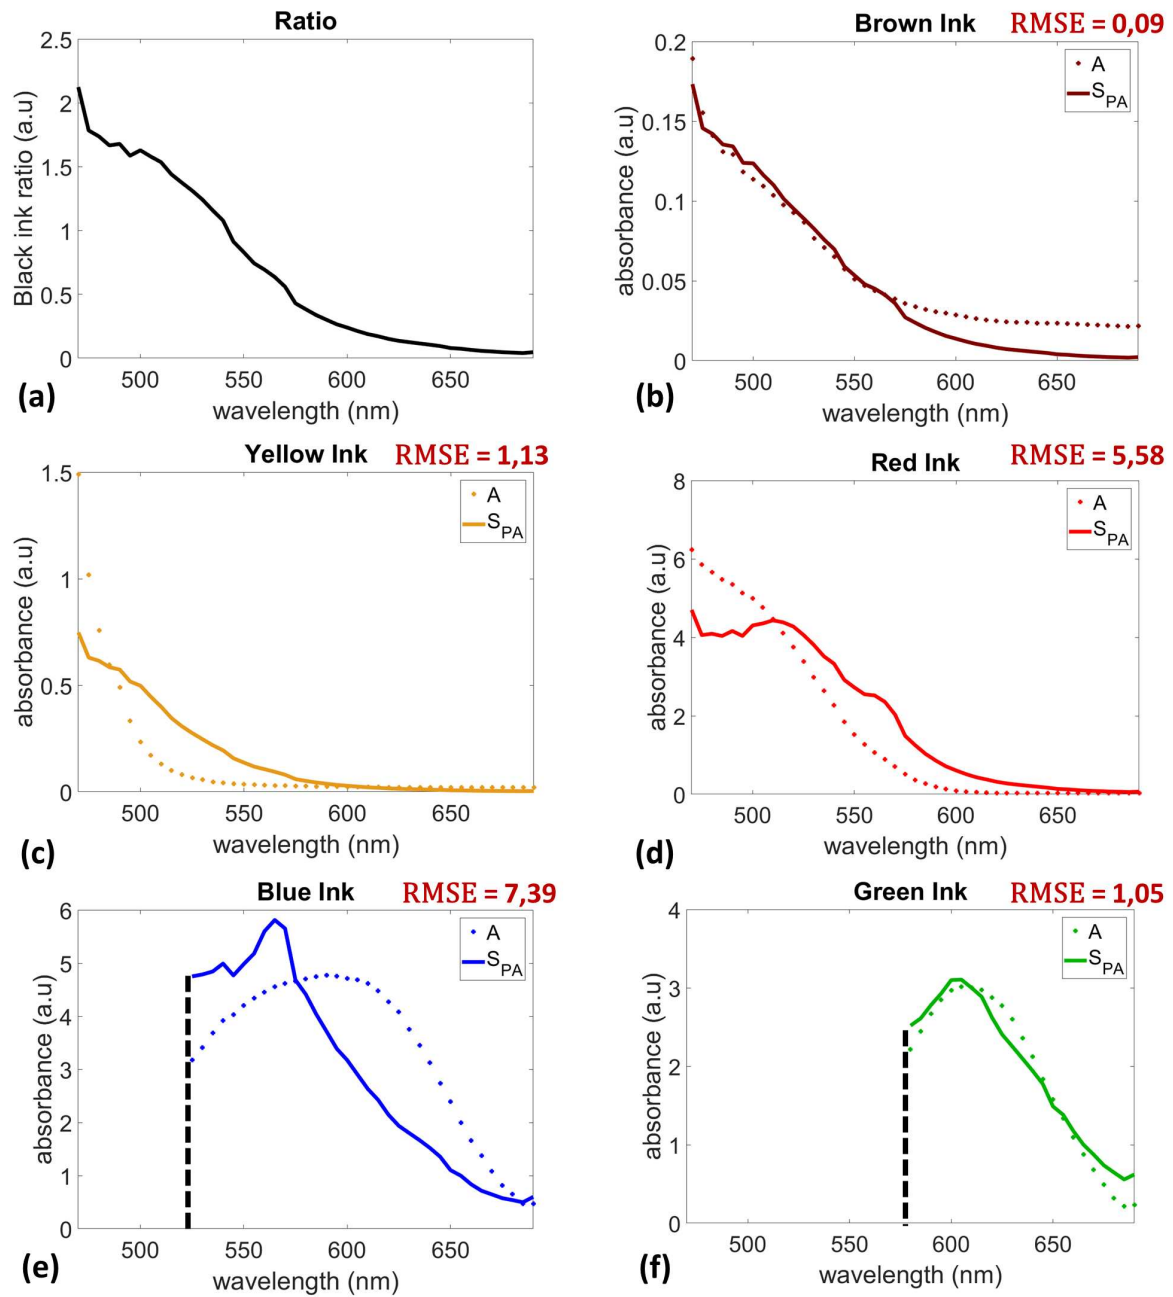 Ratio
2.5
2
1.5
1
0.5
0
Black ink ratio (a.u)
500 550 600 650
wavelength (nm)
(a)
Brown Ink RMSE = 0,09
0.2
0.15
0.1
0.05
0
absorbance (a.u)
A
S_PA
500 550 600 650
wavelength (nm)
(b)
Yellow Ink RMSE = 1,13
1.5
1
0.5
0
absorbance (a.u)
A
S_PA
500 550 600 650
wavelength (nm)
(c)
Red Ink RMSE = 5,58
8
6
4
2
0
absorbance (a.u)
A
S_PA
500 550 600 650
wavelength (nm)
(d)
Blue Ink RMSE = 7,39
6
5
4
3
2
1
0
absorbance (a.u)
A
S_PA
500 550 600 650
wavelength (nm)
(e)
Green Ink RMSE = 1,05
4
3
2
1
0
absorbance (a.u)
A
S_PA
500 550 600 650
wavelength (nm)
(f)